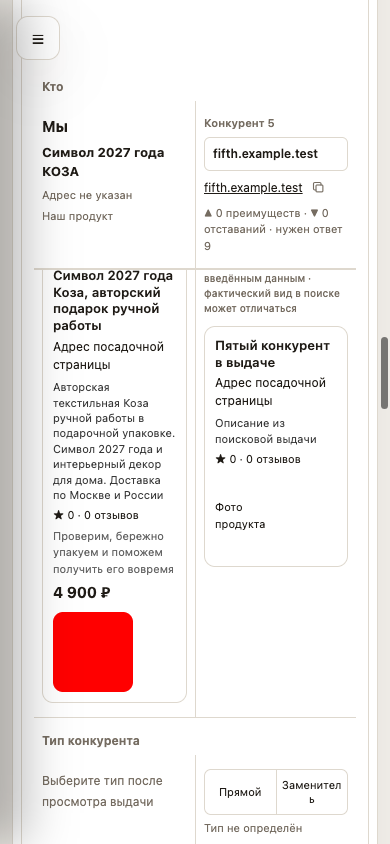 Кто
Мы
Символ 2027 года
КОЗА
Адрес не указан
Наш продукт
Конкурент 5
fifth.example.test
fifth.example.test
▲ 0 преимуществ · ▼ 0
отставаний · нужен ответ
9
Символ 2027 года
Коза, авторский
подарок ручной
работы
Адрес посадочной
страницы
Авторская
текстильная Коза
ручной работы в
подарочной упаковке.
Символ 2027 года и
интерьерный декор
для дома. Доставка
по Москве и России
★ 0 · 0 отзывов
Проверим, бережно
упакуем и поможем
получить его вовремя
4 900 ₽
введённым данным ·
фактический вид в поиске
может отличаться
Пятый конкурент
в выдаче
Адрес посадочной
страницы
Описание из
поисковой выдачи
★ 0 · 0 отзывов
Фото
продукта
Тип конкурента
Выберите тип после
просмотра выдачи
Прямой
Заменител
ь
Тип не определён